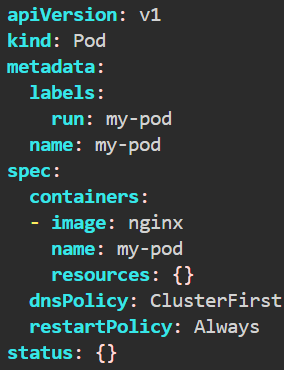 apiVersion: v1
kind: Pod
metadata:
  labels:
    run: my-pod
  name: my-pod
spec:
  containers:
  - image: nginx
    name: my-pod
    resources: {}
  dnsPolicy: ClusterFirst
  restartPolicy: Always
status: {}